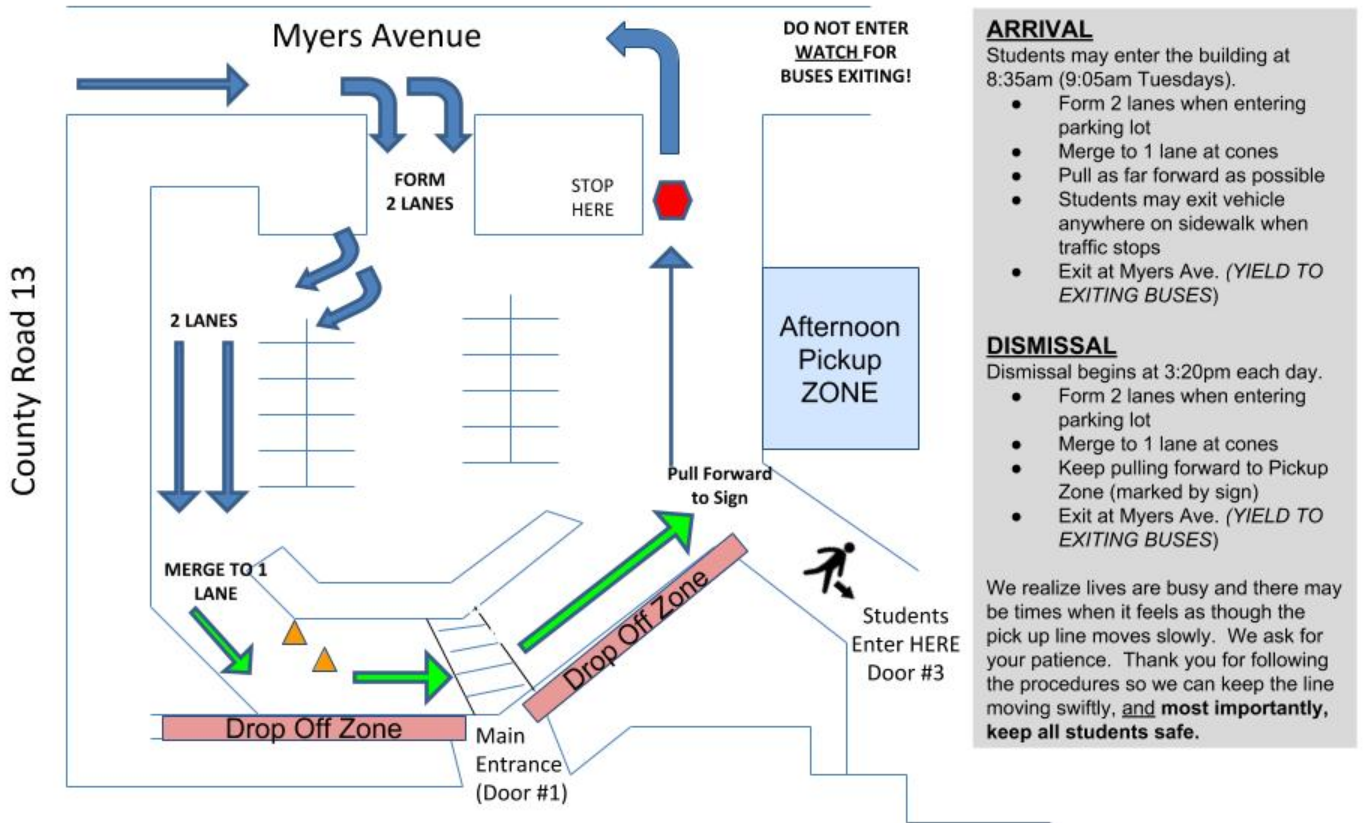 Myers Avenue
DO NOT ENTER
WATCH FOR
BUSES EXITING!
FORM
2 LANES
STOP
HERE
County Road 13
2 LANES
Afternoon
Pickup
ZONE
Pull Forward
to Sign
MERGE TO 1
LANE
Drop Off Zone
Drop Off Zone
Main
Entrance
(Door #1)
Students
Enter HERE
Door #3
ARRIVAL
Students may enter the building at
8:35am (9:05am Tuesdays).
● Form 2 lanes when entering
parking lot
● Merge to 1 lane at cones
● Pull as far forward as possible
● Students may exit vehicle
anywhere on sidewalk when
traffic stops
● Exit at Myers Ave. (YIELD TO
EXITING BUSES)
DISMISSAL
Dismissal begins at 3:20pm each day.
● Form 2 lanes when entering
parking lot
● Merge to 1 lane at cones
● Keep pulling forward to Pickup
Zone (marked by sign)
● Exit at Myers Ave. (YIELD TO
EXITING BUSES)
We realize lives are busy and there may
be times when it feels as though the
pick up line moves slowly. We ask for
your patience. Thank you for following
the procedures so we can keep the line
moving swiftly, and most importantly,
keep all students safe.